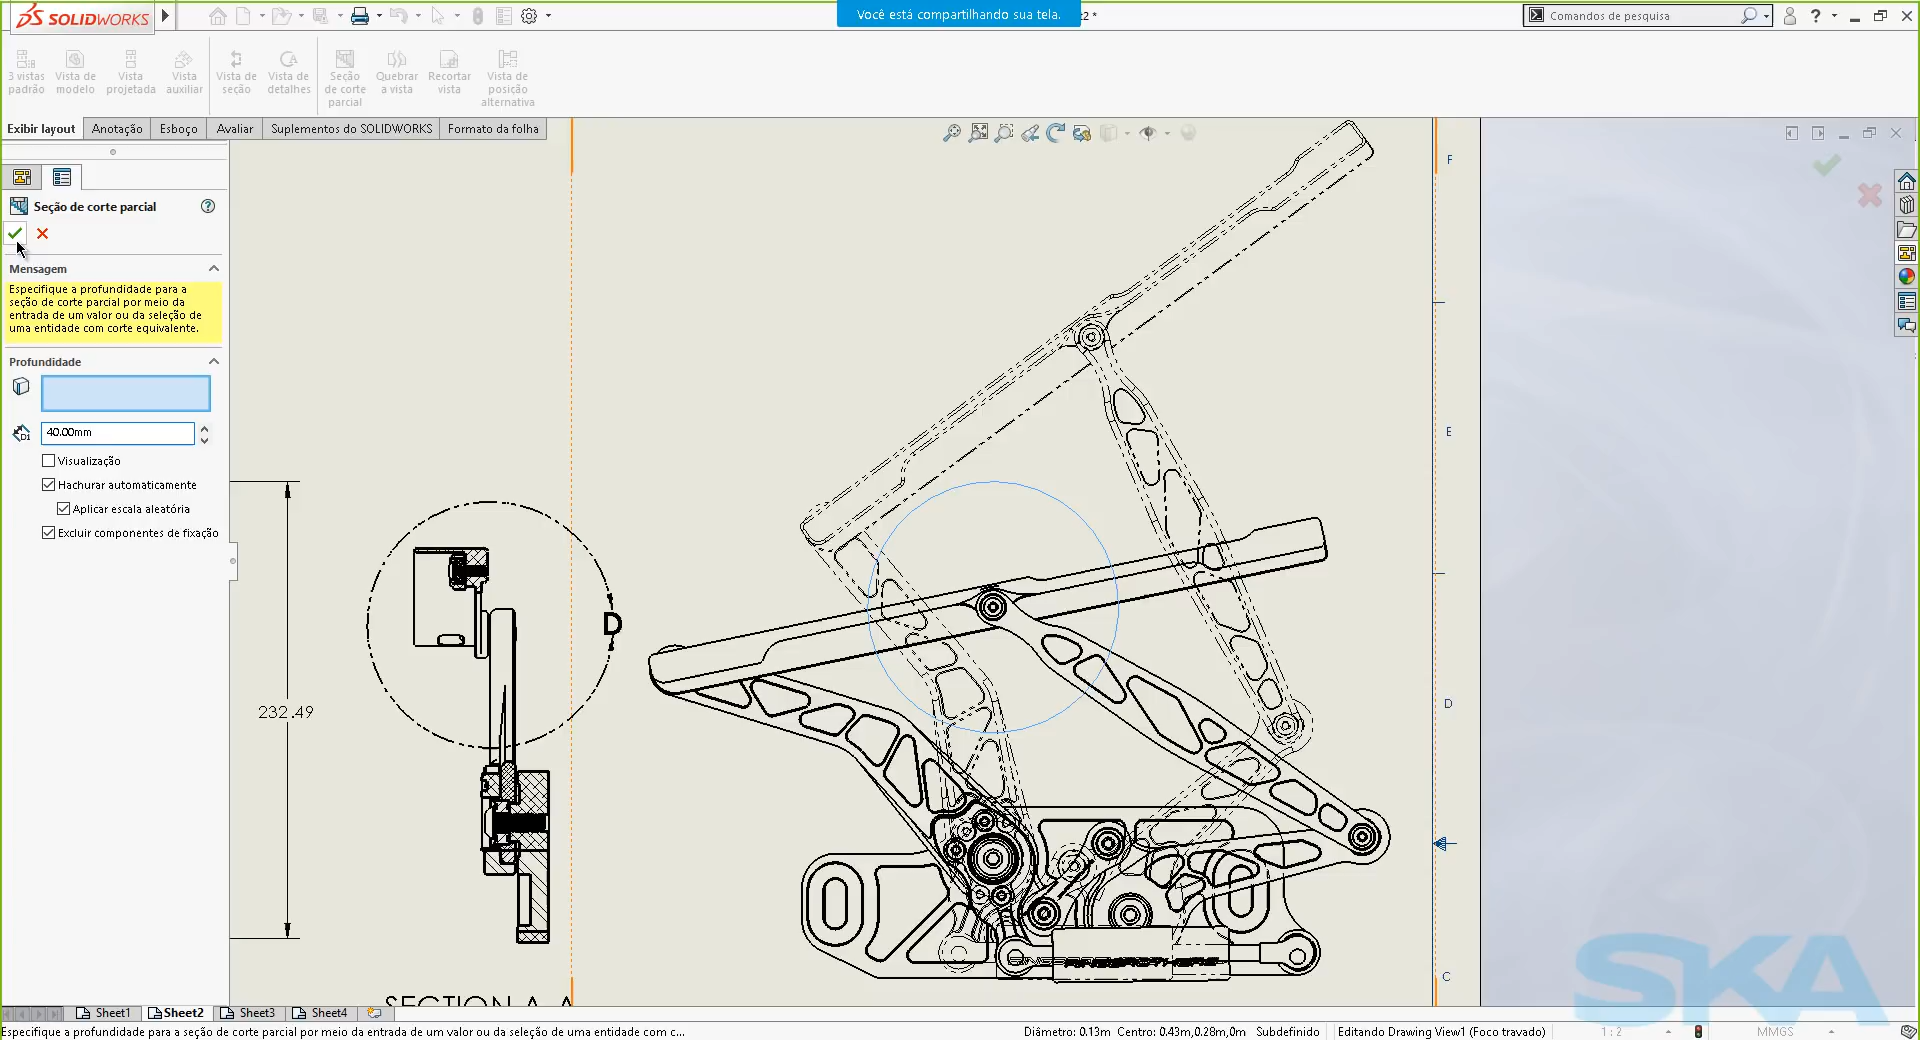 SOLIDWORKS
Você está compartilhando sua tela.
t2 *
Comandos de pesquisa
3 vistas padrão
Vista de modelo
Vista projetada
Vista auxiliar
Vista de seção
Vista de detalhes
Seção de corte parcial
Quebrar a vista
Recortar vista
Vista de posição alternativa
Exibir layout
Anotação
Esboço
Avaliar
Suplementos do SOLIDWORKS
Formato da folha
Seção de corte parcial
Mensagem
Especifique a profundidade para a
seção de corte parcial por meio da
entrada de um valor ou da seleção de
uma entidade com corte equivalente.
Profundidade
D1
40.00mm
Visualização
Hachurar automaticamente
Aplicar escala aleatória
Excluir componentes de fixação
232.49
D
SECTION A-A
F
E
D
C
SKA
Sheet1
Sheet2
Sheet3
Sheet4
Especifique a profundidade para a seção de corte parcial por meio da entrada de um valor ou da seleção de uma entidade com c...
Diâmetro: 0.13m Centro: 0.43m,0.28m,0m
Subdefinido
Editando Drawing View1 (Foco travado)
1 : 2
MMGS